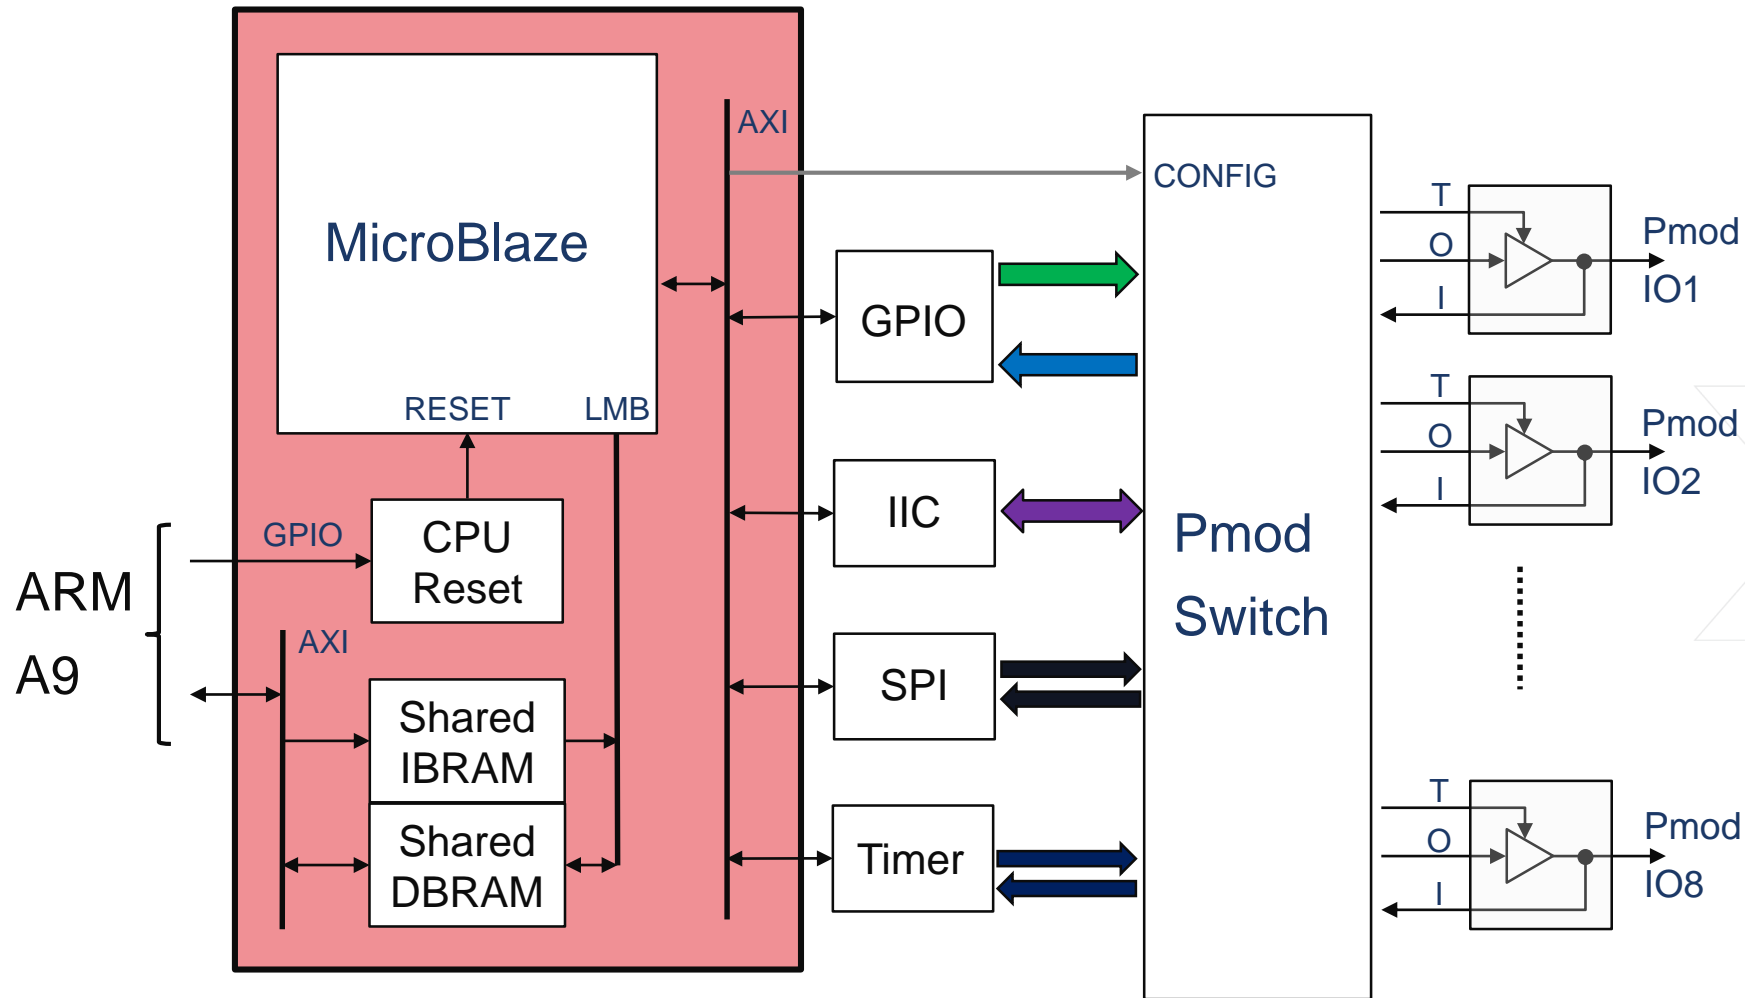 AXI
CONFIG
MicroBlaze
RESET
LMB
GPIO
IIC
SPI
Timer
Pmod
Switch
GPIO
CPU
Reset
ARM
A9
AXI
Shared
IBRAM
Shared
DBRAM
T
O
I
Pmod
IO1
T
O
I
Pmod
IO2
T
O
I
Pmod
IO8